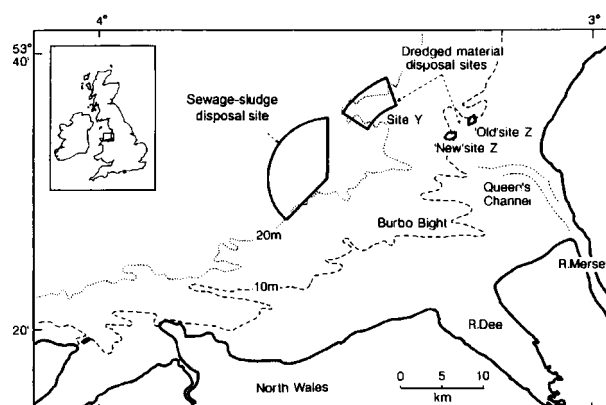 4°
3°
53°
40'
Dredged material
disposal sites
Sewage-sludge
disposal site
Site Y
'Old' site Z
'New' site Z
Queen's
Channel
Burbo Bight
20m
R.Mersey
10m
20'
R.Dee
0 5 10
km
North Wales